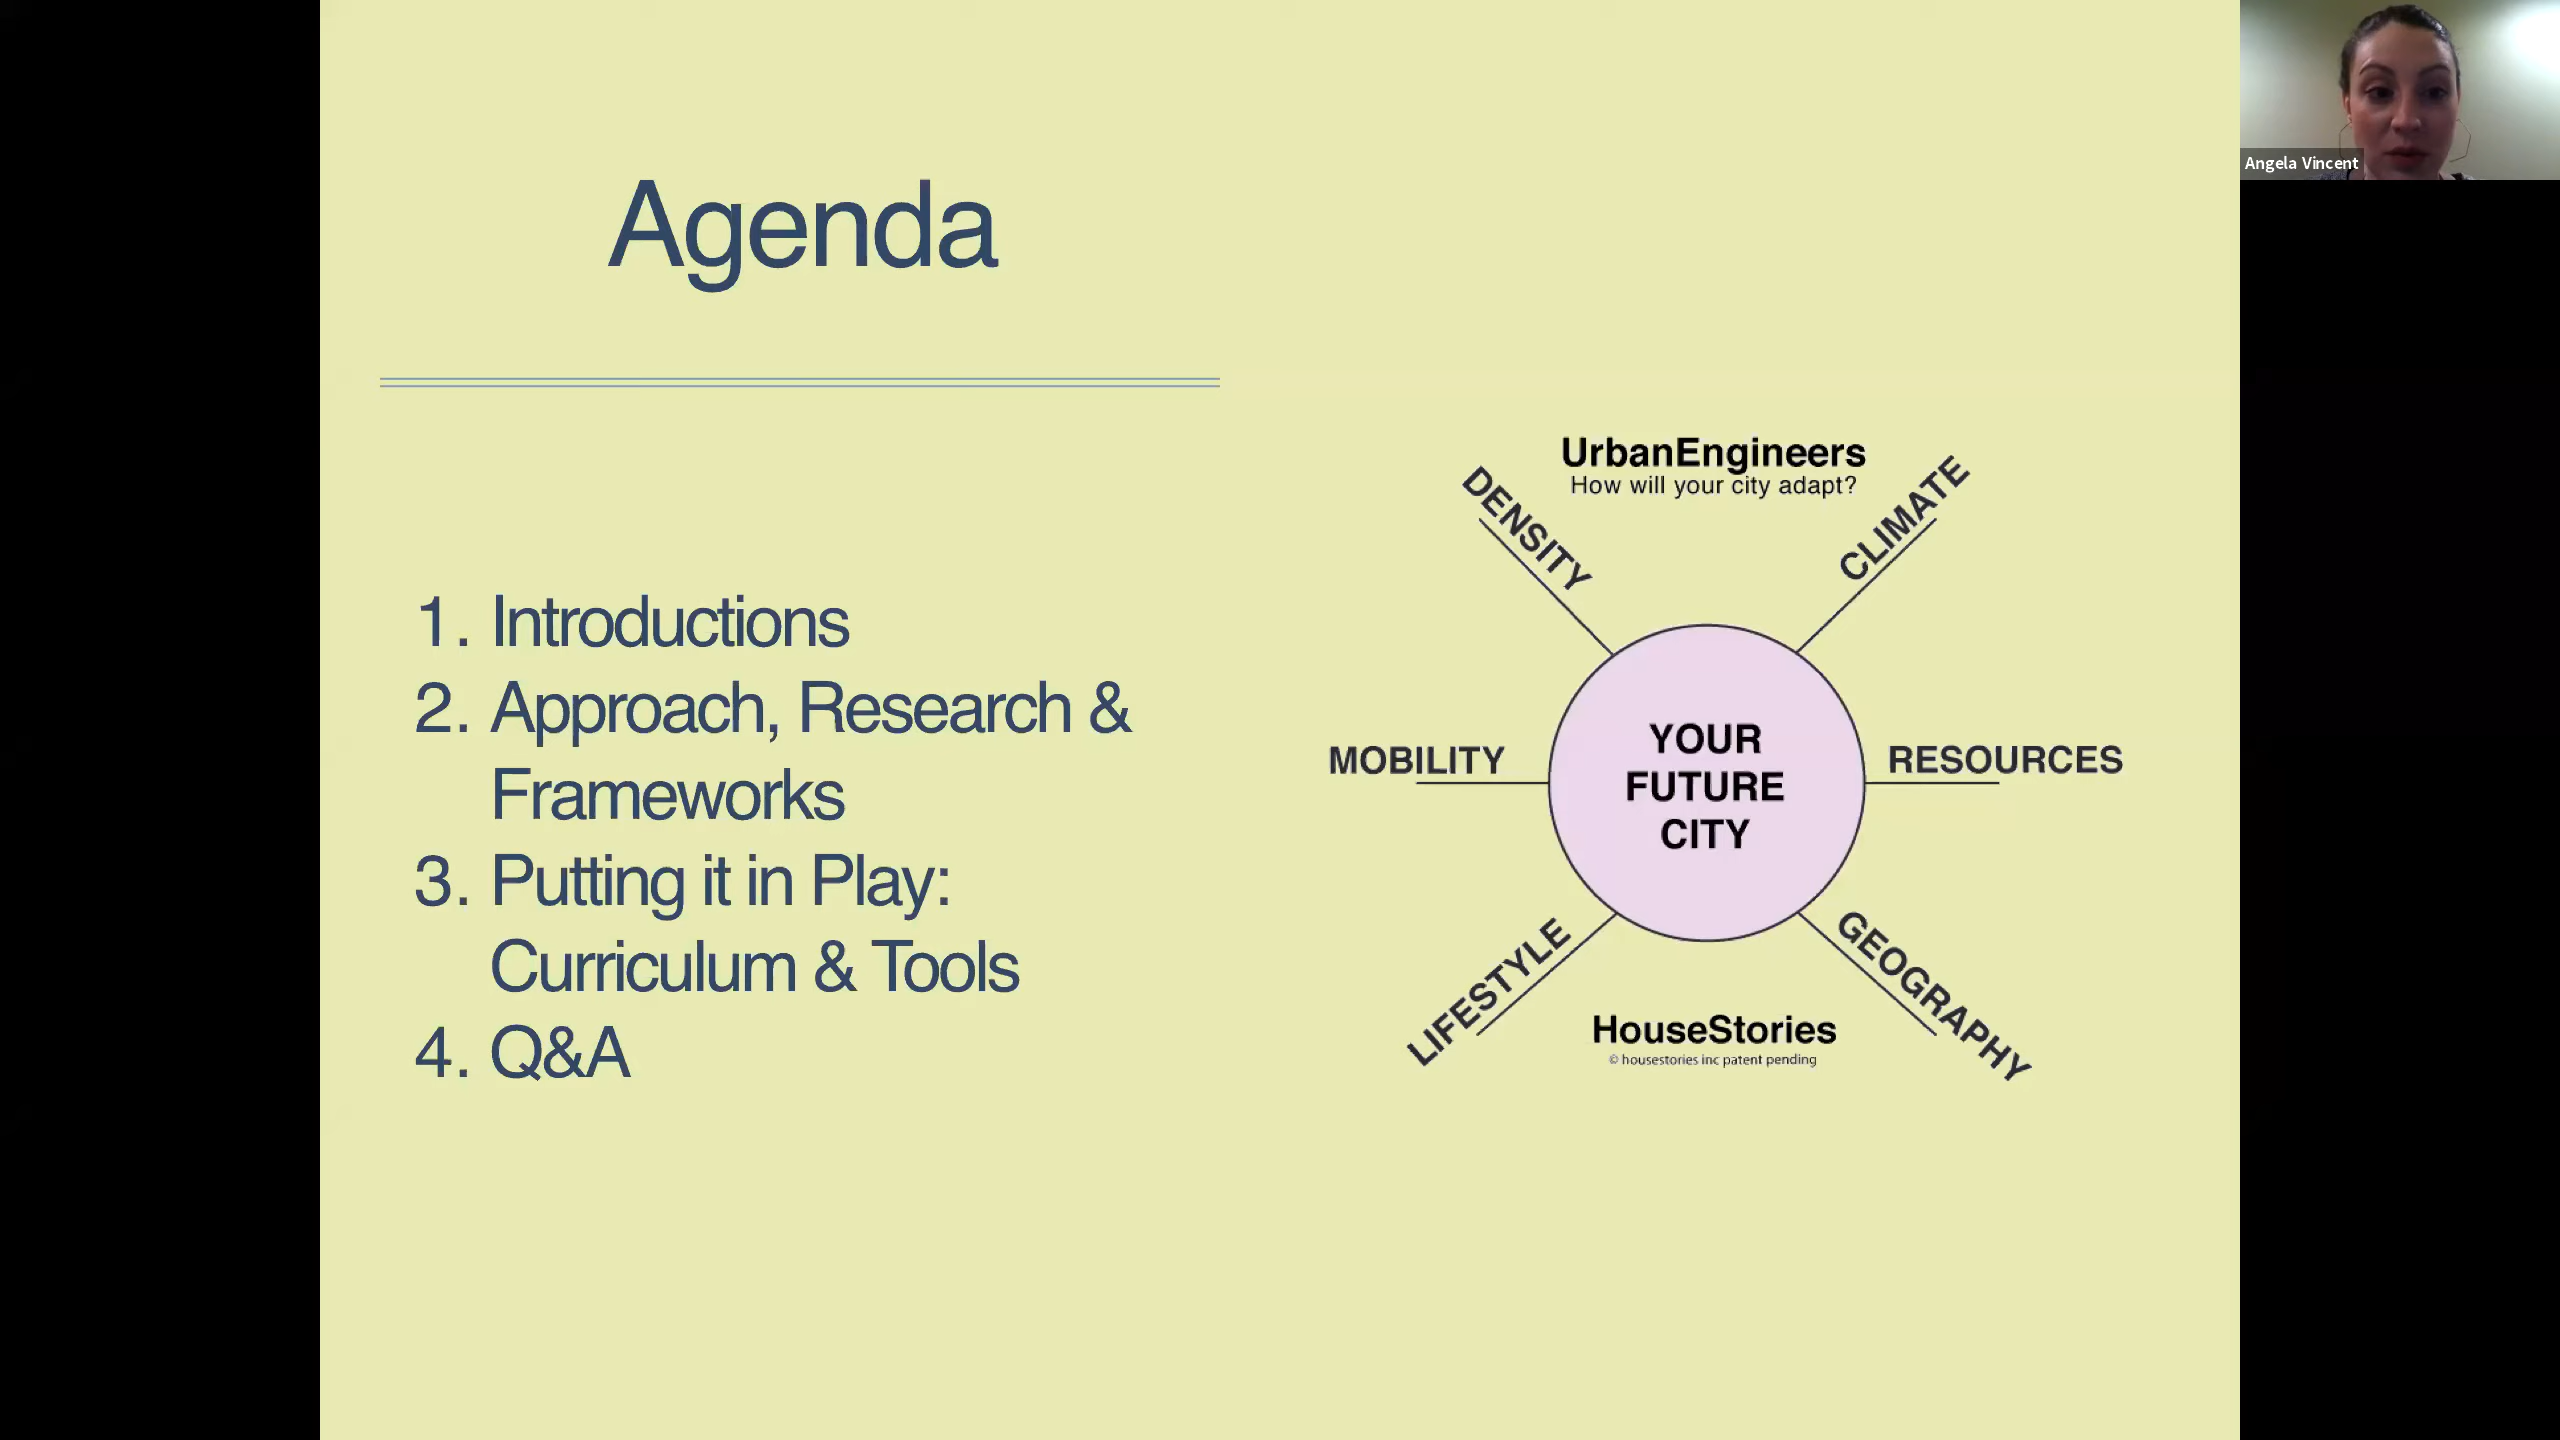 Agenda
1. Introductions
2. Approach, Research &
Frameworks
3. Putting it in Play:
Curriculum & Tools
4. Q&A
UrbanEngineers
How will your city adapt?
DENSITY
CLIMATE
MOBILITY
YOUR
FUTURE
CITY
RESOURCES
LIFESTYLE
GEOGRAPHY
HouseStories
© housestories inc patent pending
Angela Vincent